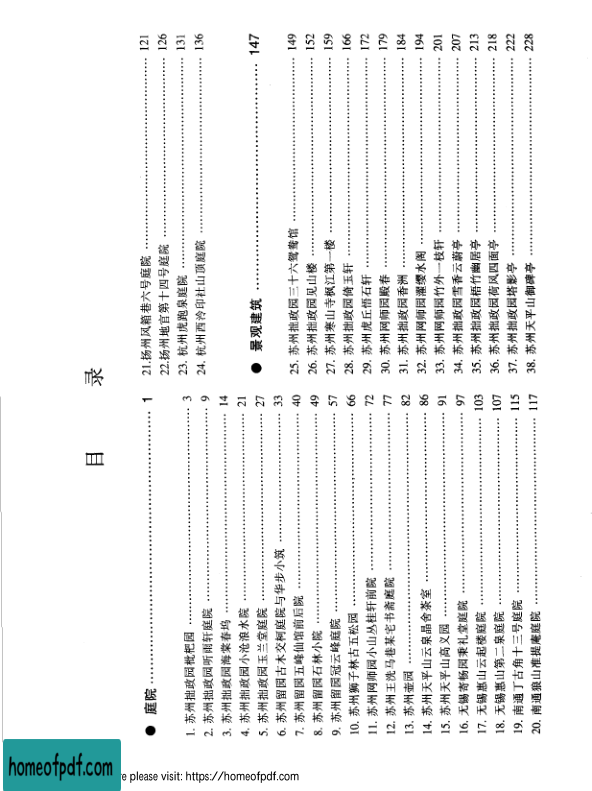 目 录
● 庭院 …… 1
1. 苏州拙政园枇杷园 …… 3
2. 苏州拙政园听雨轩庭院 …… 9
3. 苏州拙政园海棠春坞 …… 14
4. 苏州拙政园小沧浪水院 …… 21
5. 苏州拙政园玉兰堂庭院 …… 27
6. 苏州留园古木交柯庭院与华步小筑 …… 33
7. 苏州留园五峰仙馆前后院 …… 40
8. 苏州留园石林小院 …… 49
9. 苏州留园冠云峰庭院 …… 57
10. 苏州狮子林古五松园 …… 66
11. 苏州网师园小山丛桂轩前院 …… 72
12. 苏州王洗马巷某宅书斋庭院 …… 77
13. 苏州壶园 …… 82
14. 苏州天平山云泉晶舍茶室 …… 86
15. 苏州天平山高义园 …… 91
16. 无锡寄畅园秉礼堂庭院 …… 97
17. 无锡惠山云起楼庭院 …… 103
18. 无锡惠山第二泉庭院 …… 107
19. 南通丁古角十三号庭院 …… 115
20. 南通狼山准提庵庭院 …… 117
21.扬州风箱巷六号庭院 …… 121
22.扬州地官第十四号庭院 …… 126
23. 杭州虎跑泉庭院 …… 131
24. 杭州西泠印社山顶庭院 …… 136
● 景观建筑 …… 147
25. 苏州拙政园三十六鸳鸯馆 …… 149
26. 苏州拙政园见山楼 …… 152
27. 苏州寒山寺枫江第一楼 …… 159
28. 苏州拙政园倚玉轩 …… 166
29. 苏州虎丘悟石轩 …… 172
30. 苏州网师园殿春 …… 179
31. 苏州拙政园香洲 …… 184
32. 苏州网师园濯缨水阁 …… 194
33. 苏州网师园竹外一枝轩 …… 201
34. 苏州拙政园雪香云蔚亭 …… 207
35. 苏州拙政园梧竹幽居亭 …… 213
36. 苏州拙政园荷风四面亭 …… 218
37. 苏州拙政园塔影亭 …… 222
38. 苏州天平山御碑亭 …… 228
homeofpdf.com
re please visit: https://homeofpdf.com